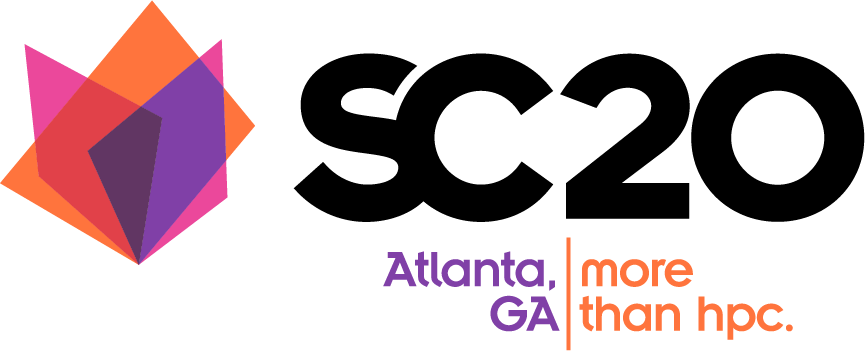 SC20
Atlanta, GA
more than hpc.